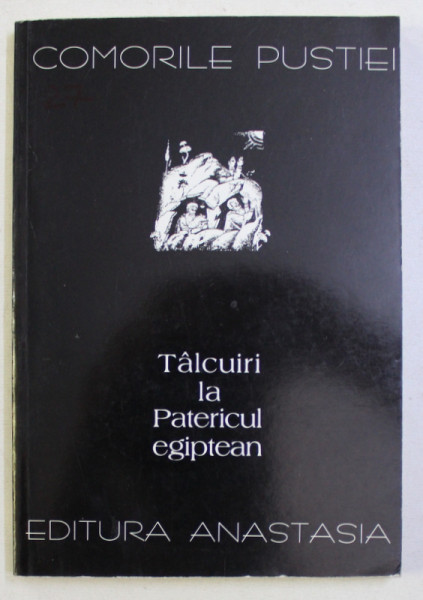 COMORILE PUSTIEI
Tâlcuiri
la
Patericul
egiptean
EDITURA ANASTASIA